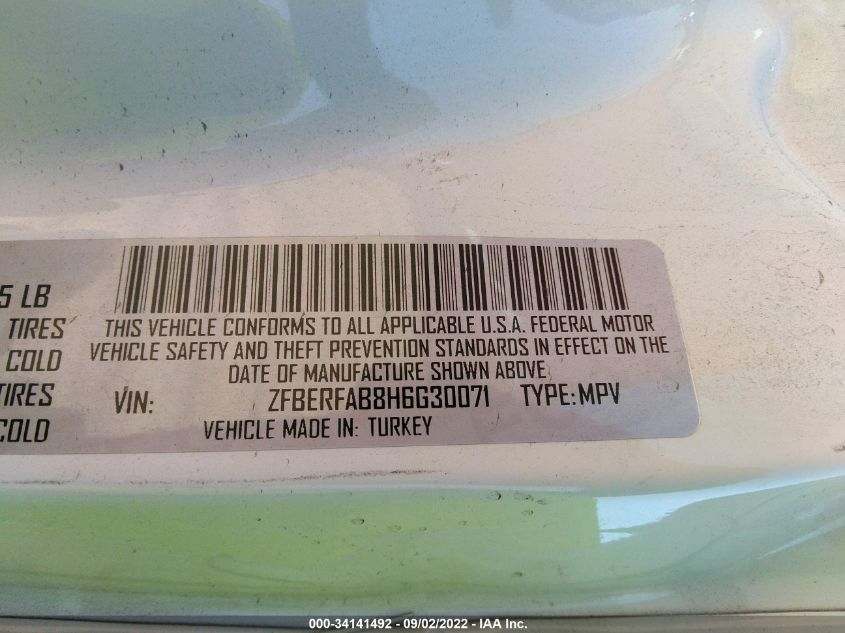 5 LB
TIRES
COLD
TIRES
COLD
THIS VEHICLE CONFORMS TO ALL APPLICABLE U.S.A. FEDERAL MOTOR
VEHICLE SAFETY AND THEFT PREVENTION STANDARDS IN EFFECT ON THE
DATE OF MANUFACTURE SHOWN ABOVE
VIN: ZFBERFAB8H6G30071 TYPE:MPV
VEHICLE MADE IN: TURKEY
000-34141492 - 09/02/2022 - IAA Inc.